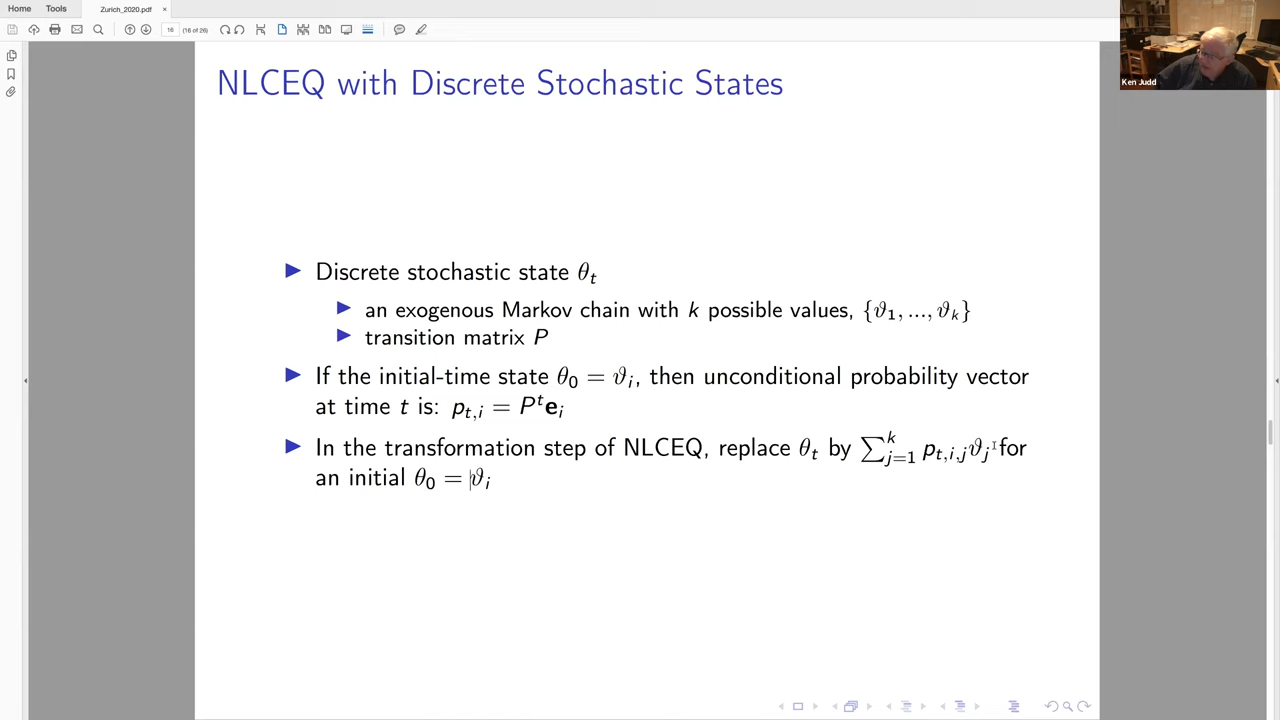 Home Tools Zurich_2020.pdf ×
16 (16 of 26)
Ken Judd
NLCEQ with Discrete Stochastic States
▶ Discrete stochastic state θ_t
▶ an exogenous Markov chain with k possible values, {ϑ_1, ..., ϑ_k}
▶ transition matrix P
▶ If the initial-time state θ_0 = ϑ_i, then unconditional probability vector
at time t is: p_{t,i} = P^t e_i
▶ In the transformation step of NLCEQ, replace θ_t by ∑_{j=1}^k p_{t,i,j}ϑ_j for
an initial θ_0 = ϑ_i